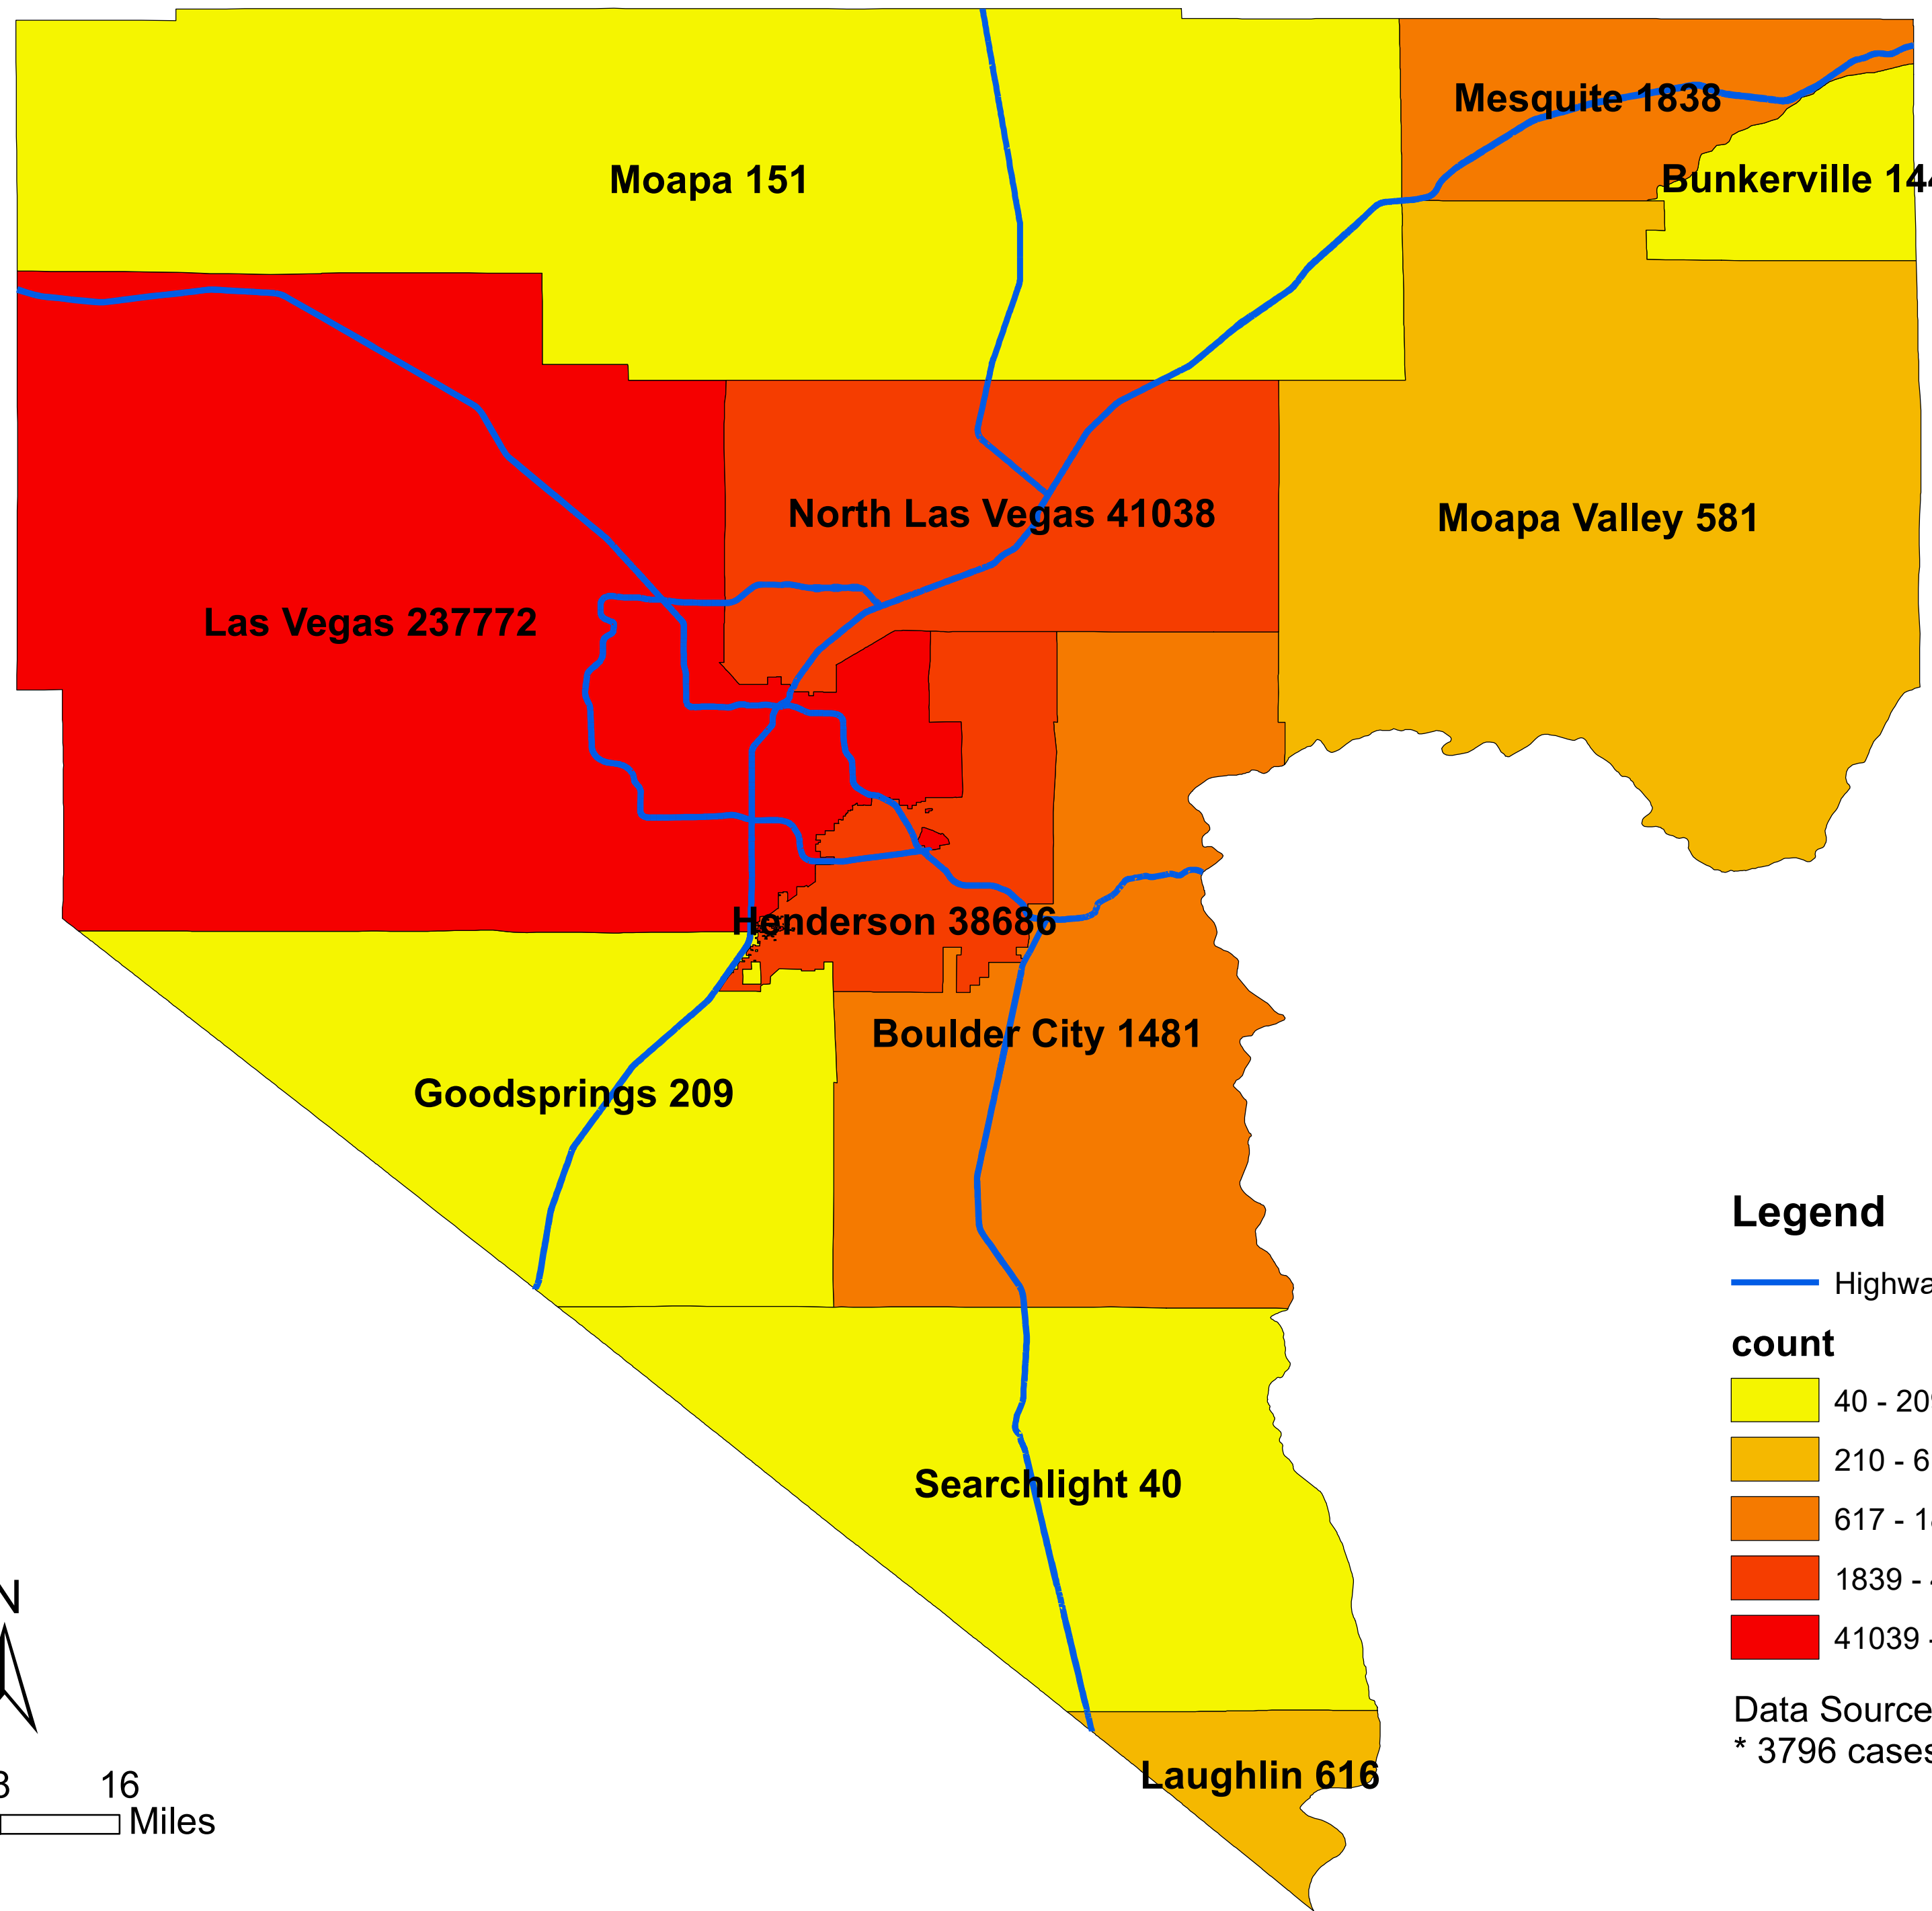 Mesquite 1838
Moapa 151
Bunkerville 144
North Las Vegas 41038
Moapa Valley 581
Las Vegas 237772
Henderson 38686
Boulder City 1481
Goodsprings 209
Searchlight 40
Laughlin 616
Legend
count
40 - 209
210 - 6
617 - 1
1839 -
41039 -
Data Source
* 3796 cases
N
16
Miles